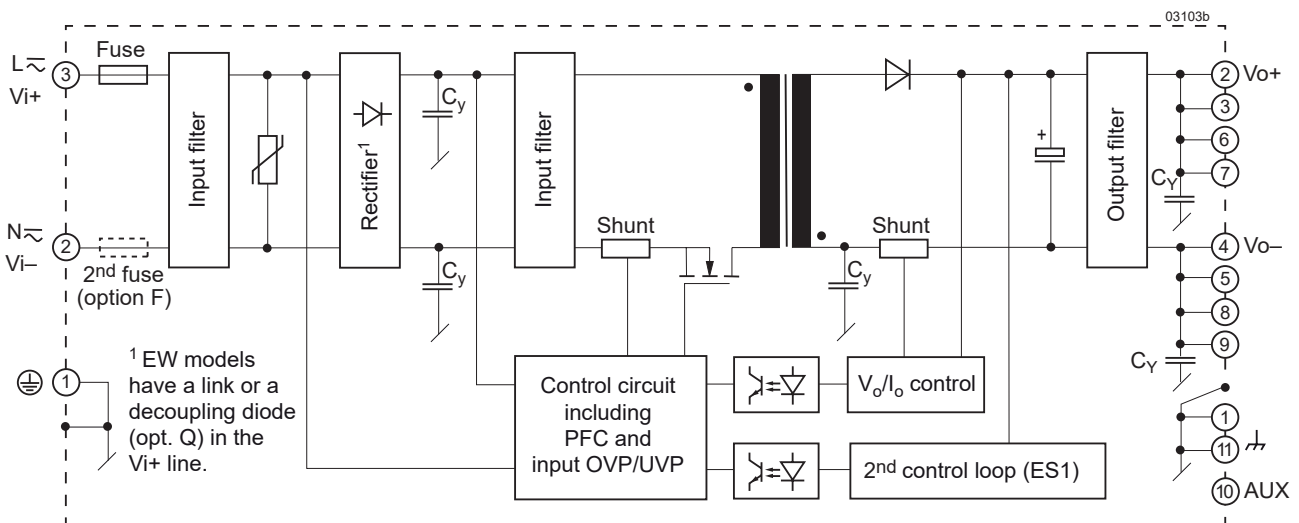 03103b
L
3
Vi+
Fuse
N
2
Vi–
2nd fuse
(option F)
1
1 EW models
have a link or a
decoupling diode
(opt. Q) in the
Vi+ line.
Input filter
Rectifier1
Cy
Cy
Input filter
Shunt
Cy
Shunt
+
Output filter
CY
CY
2 Vo+
3
6
7
4 Vo–
5
8
9
1
11
10 AUX
Control circuit
including
PFC and
input OVP/UVP
Vo/Io control
2nd control loop (ES1)